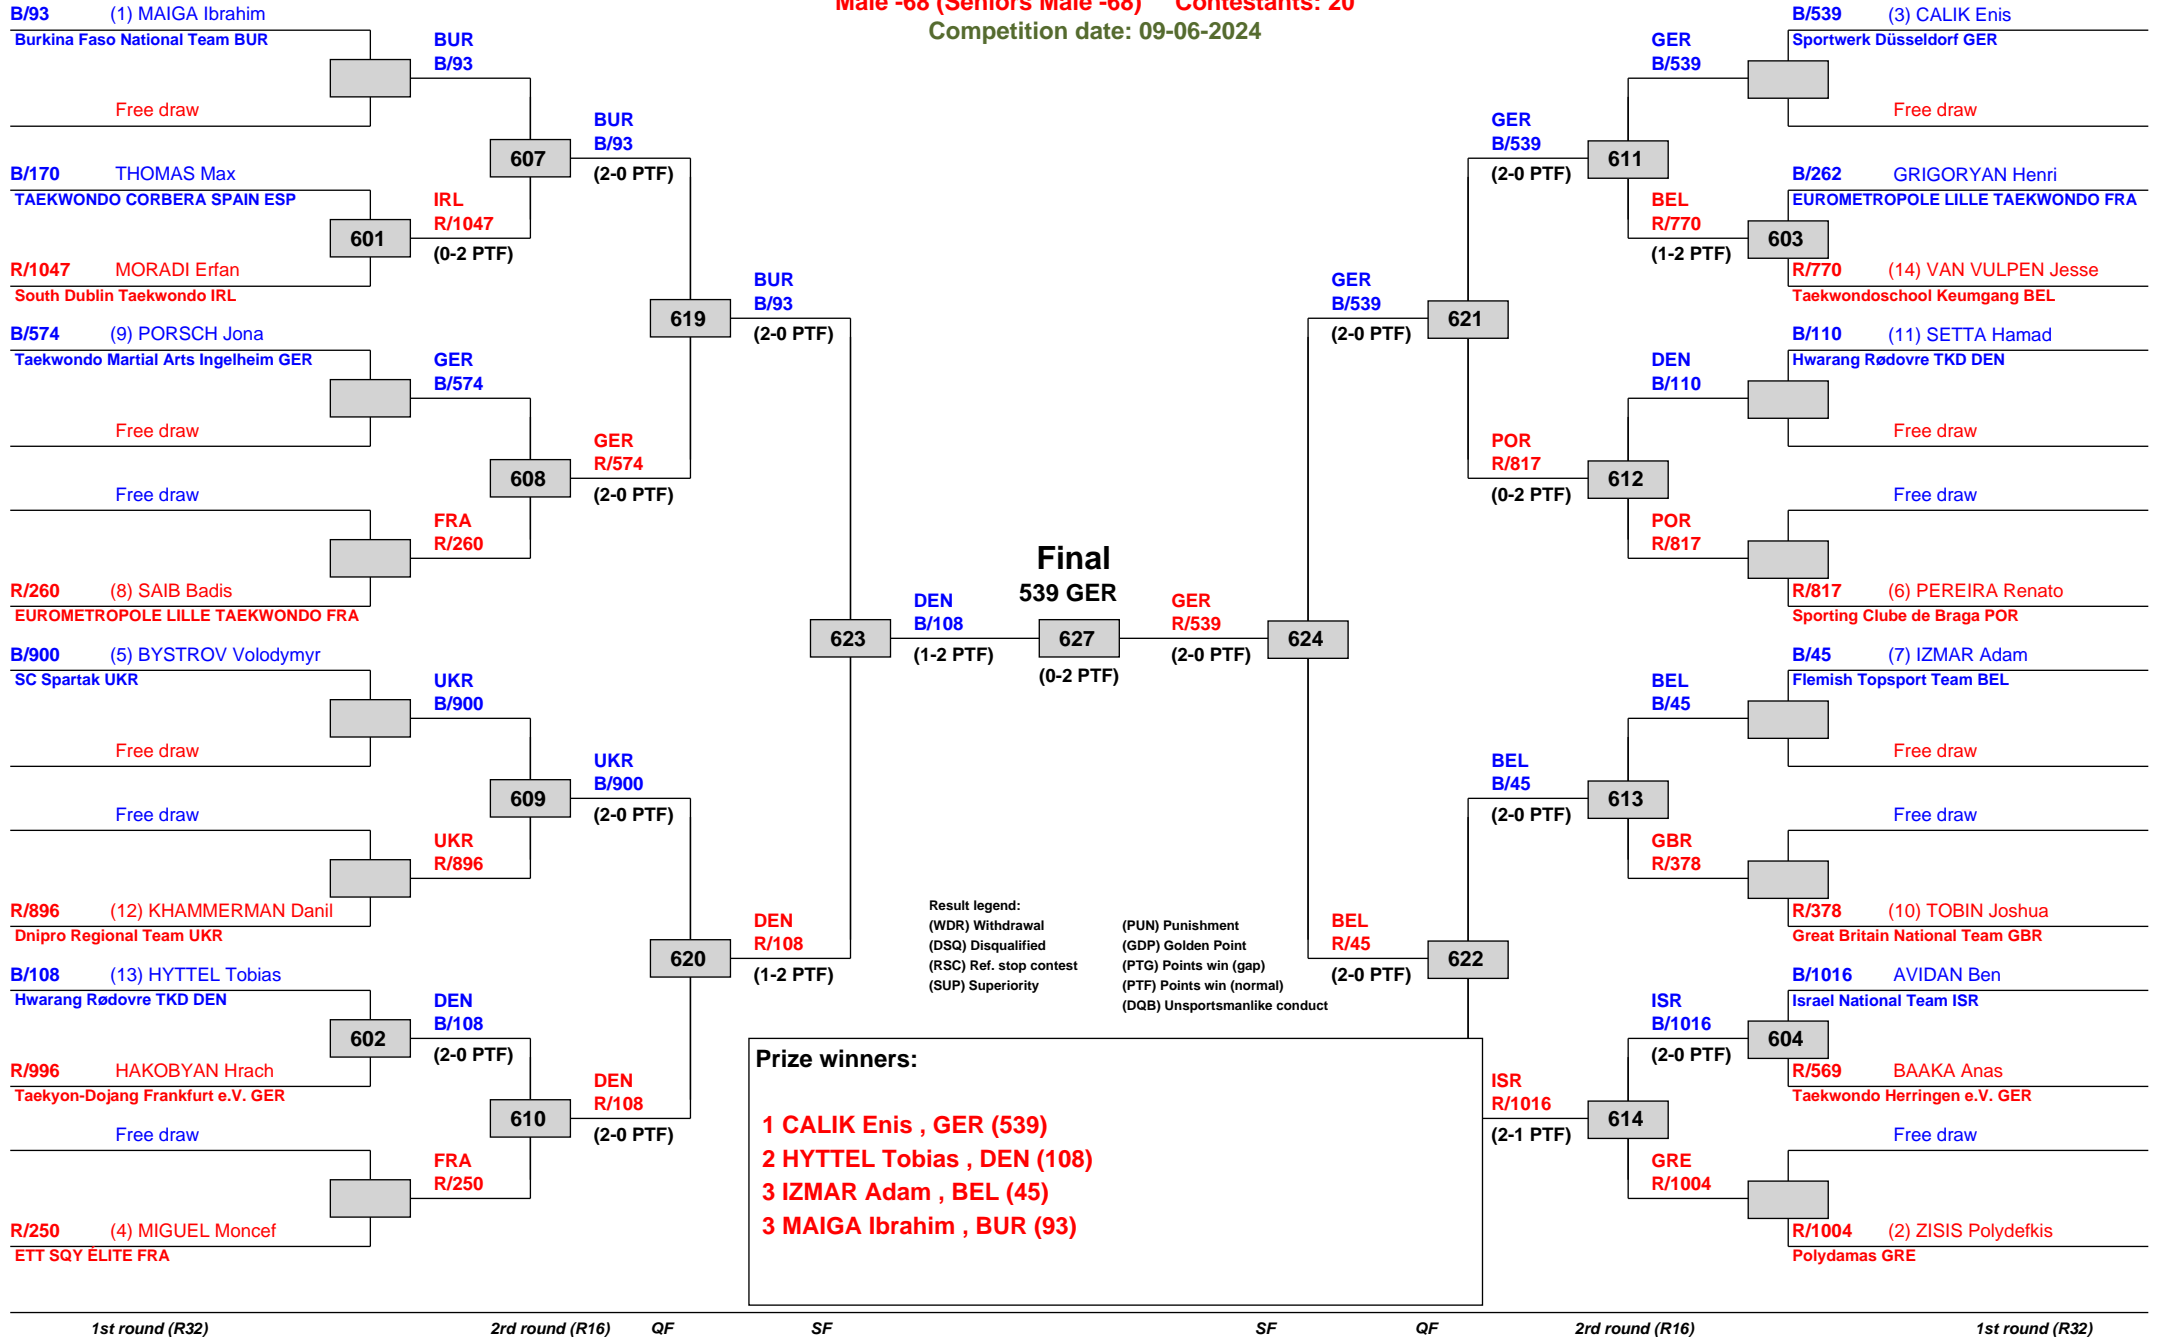 Male -68 (Seniors Male -68) Contestants: 20
Competition date: 09-06-2024
B/93 (1) MAIGA Ibrahim
Burkina Faso National Team BUR
Free draw
B/170 THOMAS Max
TAEKWONDO CORBERA SPAIN ESP
601
R/1047 MORADI Erfan
South Dublin Taekwondo IRL
B/574 (9) PORSCH Jona
Taekwondo Martial Arts Ingelheim GER
Free draw
Free draw
R/260 (8) SAIB Badis
EUROMETROPOLE LILLE TAEKWONDO FRA
B/900 (5) BYSTROV Volodymyr
SC Spartak UKR
Free draw
Free draw
R/896 (12) KHAMMERMAN Danil
Dnipro Regional Team UKR
B/108 (13) HYTTEL Tobias
Hwarang Rødovre TKD DEN
602
R/996 HAKOBYAN Hrach
Taekyon-Dojang Frankfurt e.V. GER
Free draw
R/250 (4) MIGUEL Moncef
ETT SQY ÉLITE FRA
BUR
B/93
607
IRL
R/1047
(0-2 PTF)
GER
B/574
608
FRA
R/260
UKR
B/900
609
UKR
R/896
DEN
B/108
(2-0 PTF)
610
FRA
R/250
BUR
B/93
(2-0 PTF)
619
GER
R/574
(2-0 PTF)
UKR
B/900
(2-0 PTF)
620
DEN
R/108
(2-0 PTF)
BUR
B/93
(2-0 PTF)
623
DEN
R/108
(1-2 PTF)
DEN
B/108
(1-2 PTF)
Final
539 GER
627
(0-2 PTF)
GER
R/539
(2-0 PTF)
624
GER
B/539
(2-0 PTF)
621
BEL
R/45
(2-0 PTF)
622
GER
B/539
(2-0 PTF)
611
POR
R/817
(0-2 PTF)
612
BEL
B/45
(2-0 PTF)
613
ISR
R/1016
(2-1 PTF)
614
GER
B/539
BEL
R/770
(1-2 PTF)
603
DEN
B/110
POR
R/817
BEL
B/45
GBR
R/378
ISR
B/1016
(2-0 PTF)
604
GRE
R/1004
B/539 (3) CALIK Enis
Sportwerk Düsseldorf GER
Free draw
B/262 GRIGORYAN Henri
EUROMETROPOLE LILLE TAEKWONDO FRA
R/770 (14) VAN VULPEN Jesse
Taekwondoschool Keumgang BEL
B/110 (11) SETTA Hamad
Hwarang Rødovre TKD DEN
Free draw
Free draw
R/817 (6) PEREIRA Renato
Sporting Clube de Braga POR
B/45 (7) IZMAR Adam
Flemish Topsport Team BEL
Free draw
Free draw
R/378 (10) TOBIN Joshua
Great Britain National Team GBR
B/1016 AVIDAN Ben
Israel National Team ISR
R/569 BAAKA Anas
Taekwondo Herringen e.V. GER
Free draw
R/1004 (2) ZISIS Polydefkis
Polydamas GRE
Result legend:
(WDR) Withdrawal (PUN) Punishment
(DSQ) Disqualified (GDP) Golden Point
(RSC) Ref. stop contest (PTG) Points win (gap)
(SUP) Superiority (PTF) Points win (normal)
(DQB) Unsportsmanlike conduct
Prize winners:
1 CALIK Enis , GER (539)
2 HYTTEL Tobias , DEN (108)
3 IZMAR Adam , BEL (45)
3 MAIGA Ibrahim , BUR (93)
1st round (R32) 2rd round (R16) QF SF SF QF 2rd round (R16) 1st round (R32)